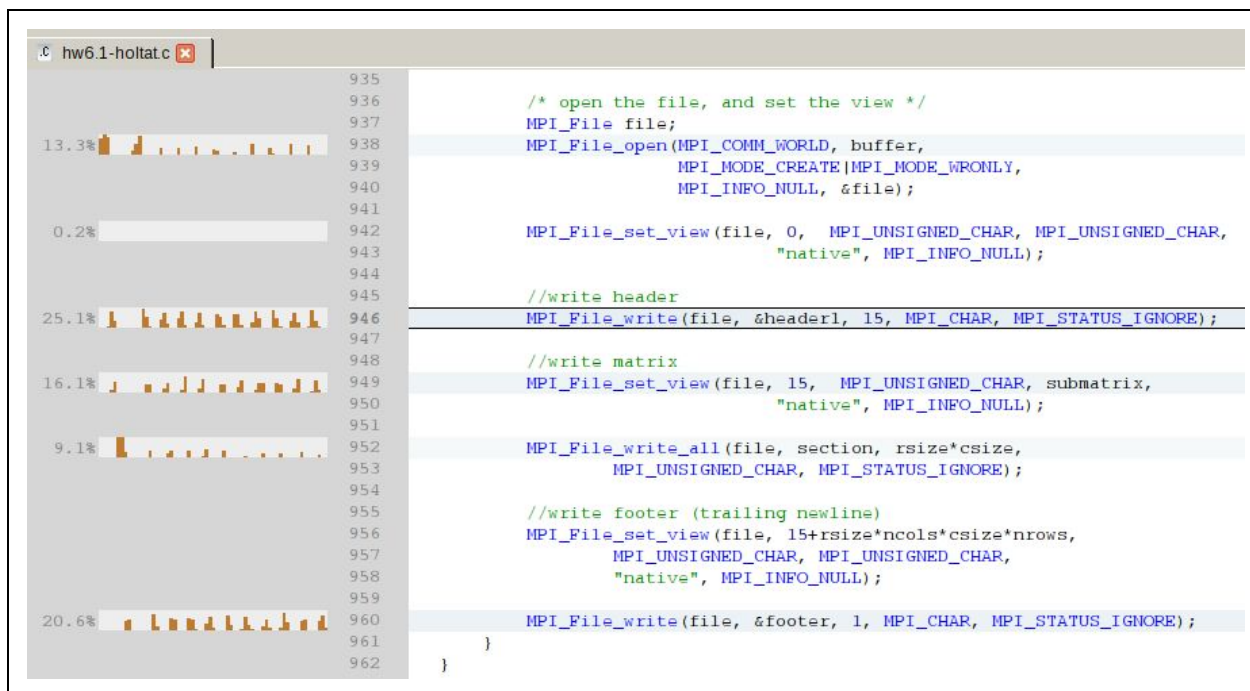 .c hw6.1-holtat.c
935
936 /* open the file, and set the view */
937 MPI_File file;
13.3% 938 MPI_File_open(MPI_COMM_WORLD, buffer,
939 MPI_MODE_CREATE|MPI_MODE_WRONLY,
940 MPI_INFO_NULL, &file);
941
0.2% 942 MPI_File_set_view(file, 0, MPI_UNSIGNED_CHAR, MPI_UNSIGNED_CHAR,
943 "native", MPI_INFO_NULL);
944
945 //write header
25.1% 946 MPI_File_write(file, &header1, 15, MPI_CHAR, MPI_STATUS_IGNORE);
947
948 //write matrix
16.1% 949 MPI_File_set_view(file, 15, MPI_UNSIGNED_CHAR, submatrix,
950 "native", MPI_INFO_NULL);
951
9.1% 952 MPI_File_write_all(file, section, rsize*csize,
953 MPI_UNSIGNED_CHAR, MPI_STATUS_IGNORE);
954
955 //write footer (trailing newline)
956 MPI_File_set_view(file, 15+rsize*ncols*csize*nrows,
957 MPI_UNSIGNED_CHAR, MPI_UNSIGNED_CHAR,
958 "native", MPI_INFO_NULL);
959
20.6% 960 MPI_File_write(file, &footer, 1, MPI_CHAR, MPI_STATUS_IGNORE);
961 }
962 }